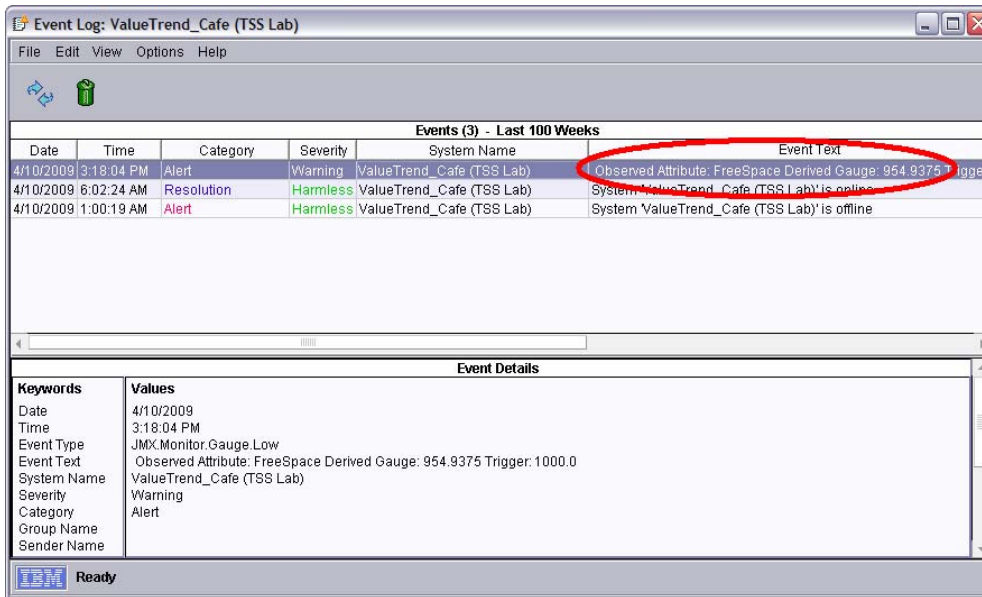 Event Log: ValueTrend_Cafe (TSS Lab)
File Edit View Options Help
Events (3) - Last 100 Weeks
Date Time Category Severity System Name Event Text
4/10/2009 3:18:04 PM Alert Warning ValueTrend_Cafe (TSS Lab) Observed Attribute: FreeSpace Derived Gauge: 954.9375 Trigge
4/10/2009 6:02:24 AM Resolution Harmless ValueTrend_Cafe (TSS Lab) System 'ValueTrend_Cafe (TSS Lab)' is online
4/10/2009 1:00:19 AM Alert Harmless ValueTrend_Cafe (TSS Lab) System 'ValueTrend_Cafe (TSS Lab)' is offline
Event Details
Keywords Values
Date 4/10/2009
Time 3:18:04 PM
Event Type JMX.Monitor.Gauge.Low
Event Text Observed Attribute: FreeSpace Derived Gauge: 954.9375 Trigger: 1000.0
System Name ValueTrend_Cafe (TSS Lab)
Severity Warning
Category Alert
Group Name
Sender Name
IBM Ready